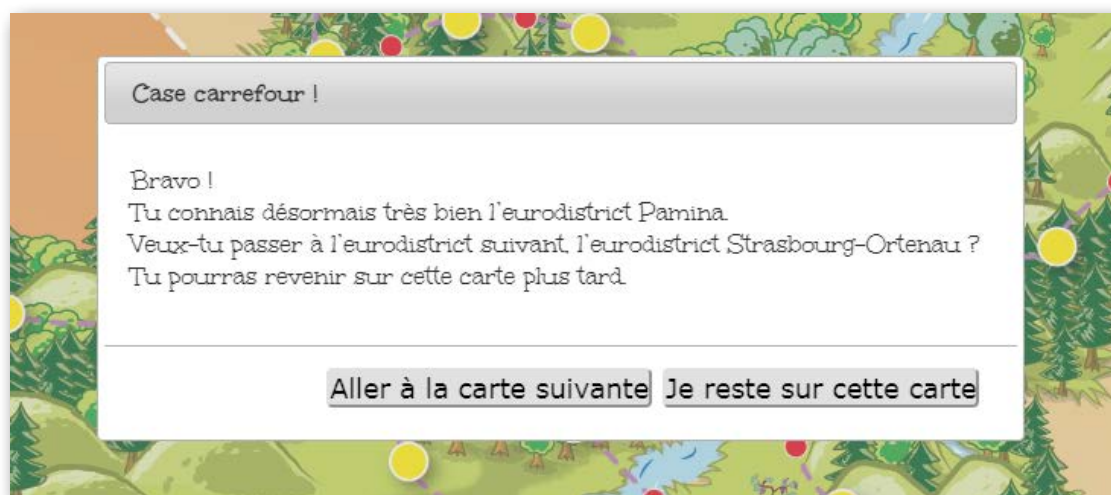 Case carrefour !
Bravo !
Tu connais désormais très bien l'eurodistrict Pamina.
Veux-tu passer à l'eurodistrict suivant, l'eurodistrict Strasbourg-Ortenau ?
Tu pourras revenir sur cette carte plus tard.
Aller à la carte suivante Je reste sur cette carte